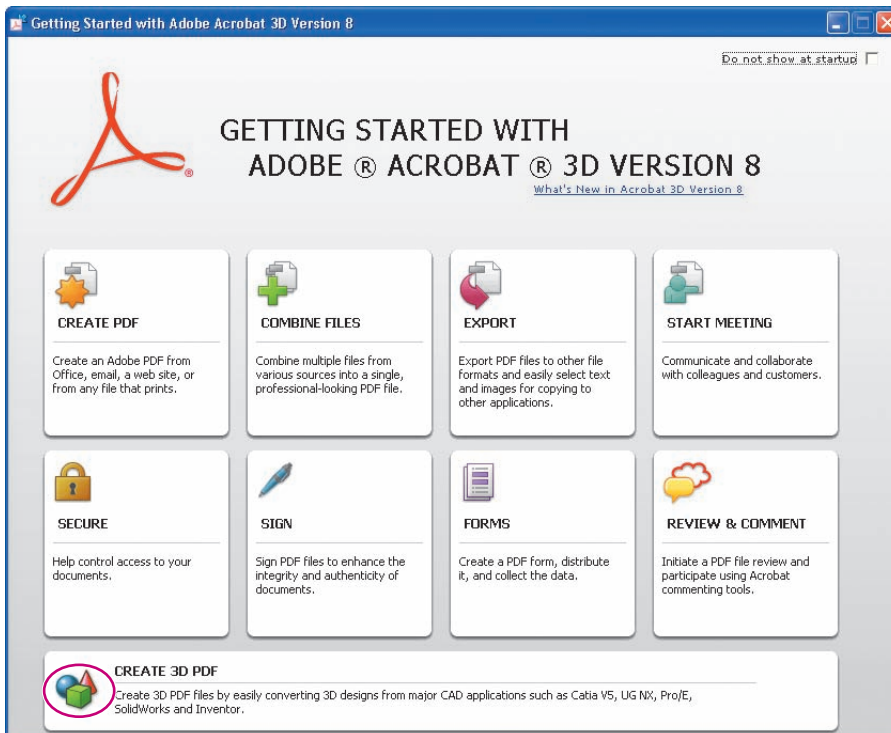 Getting Started with Adobe Acrobat 3D Version 8
Do not show at startup
GETTING STARTED WITH
ADOBE ® ACROBAT ® 3D VERSION 8
What's New in Acrobat 3D Version 8
CREATE PDF
Create an Adobe PDF from
Office, email, a web site, or
from any file that prints.
COMBINE FILES
Combine multiple files from
various sources into a single,
professional-looking PDF file.
EXPORT
Export PDF files to other file
formats and easily select text
and images for copying to
other applications.
START MEETING
Communicate and collaborate
with colleagues and customers.
SECURE
Help control access to your
documents.
SIGN
Sign PDF files to enhance the
integrity and authenticity of
documents.
FORMS
Create a PDF form, distribute
it, and collect the data.
REVIEW & COMMENT
Initiate a PDF file review and
participate using Acrobat
commenting tools.
CREATE 3D PDF
Create 3D PDF files by easily converting 3D designs from major CAD applications such as Catia V5, UG NX, Pro/E,
SolidWorks and Inventor.